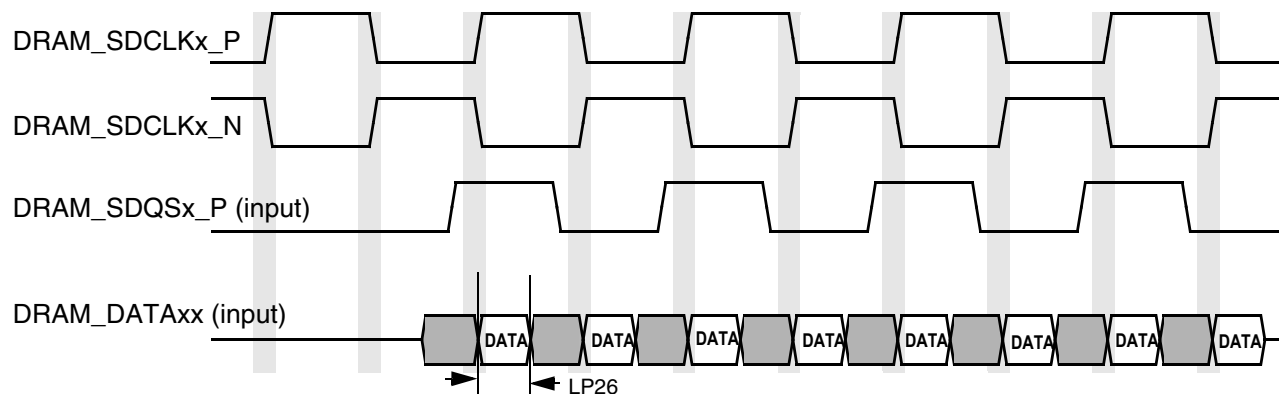 DRAM_SDCLKx_P
DRAM_SDCLKx_N
DRAM_SDQSx_P (input)
DRAM_DATAxx (input)
DATA DATA DATA DATA DATA DATA DATA DATA
LP26